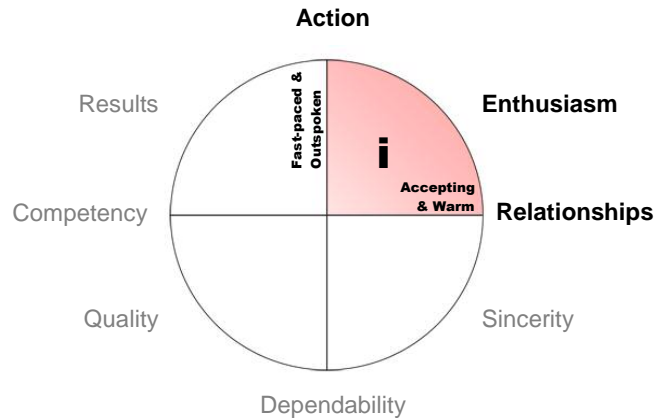 Action
Results
Fast-paced &
Outspoken
Enthusiasm
i
Accepting
& Warm
Competency
Relationships
Quality
Sincerity
Dependability